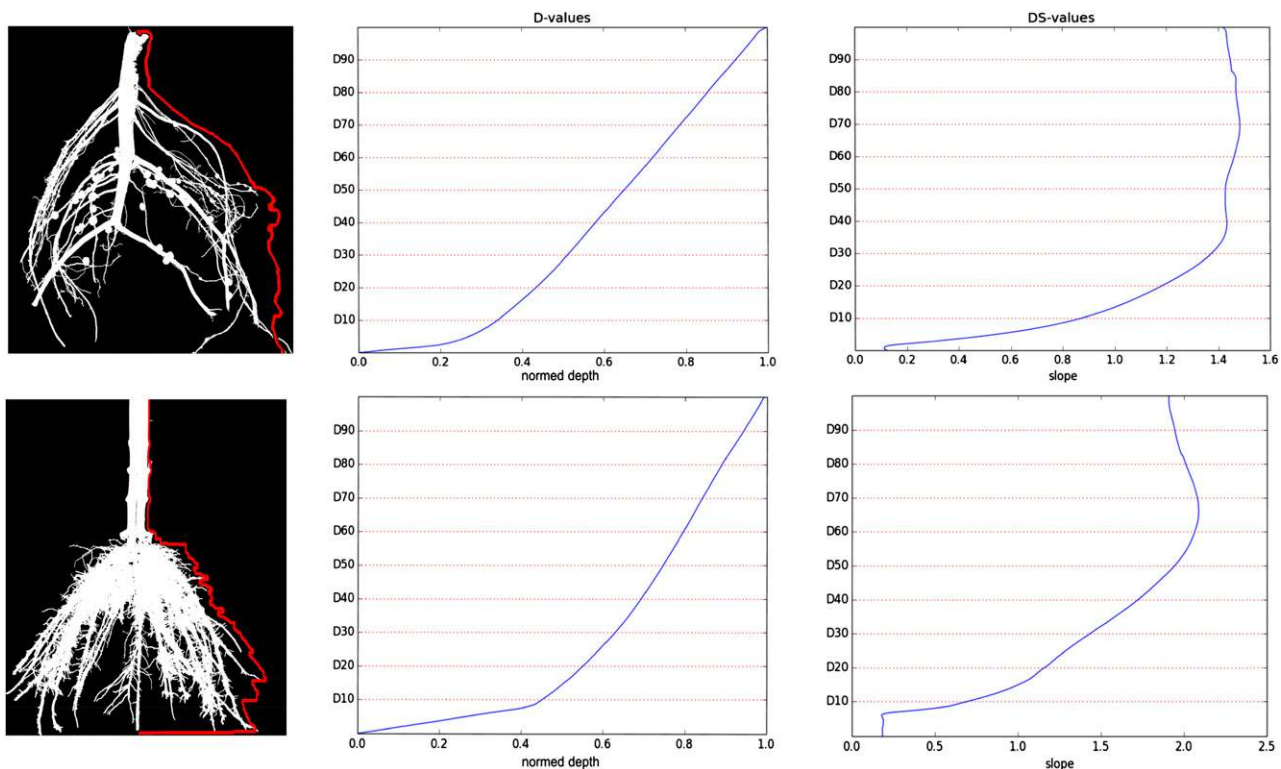 D-values
DS-values
D90
D80
D70
D60
D50
D40
D30
D20
D10
0.0 0.2 0.4 0.6 0.8 1.0
normed depth
D90
D80
D70
D60
D50
D40
D30
D20
D10
0.0 0.2 0.4 0.6 0.8 1.0 1.2 1.4 1.6
slope
D90
D80
D70
D60
D50
D40
D30
D20
D10
0.0 0.2 0.4 0.6 0.8 1.0
normed depth
D90
D80
D70
D60
D50
D40
D30
D20
D10
0.0 0.5 1.0 1.5 2.0 2.5
slope